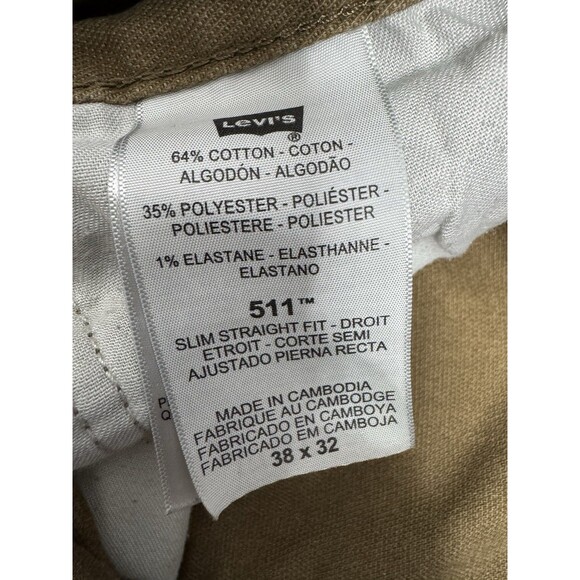 Levi's
®
64% COTTON - COTON -
ALGODÓN - ALGODÃO
35% POLYESTER - POLIÉSTER -
POLIESTERE - POLIESTER
1% ELASTANE - ELASTHANNE -
ELASTANO
511™
SLIM STRAIGHT FIT - DROIT
ETROIT - CORTE SEMI
AJUSTADO PIERNA RECTA
MADE IN CAMBODIA
FABRIQUE AU CAMBODGE
FABRICADO EN CAMBOYA
FABRICADO EM CAMBOJA
38 x 32